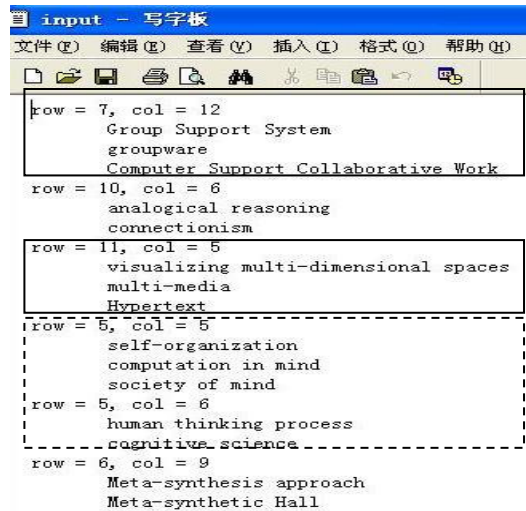 input - 写字板
文件(F) 编辑(E) 查看(V) 插入(I) 格式(O) 帮助(H)
row = 7, col = 12
Group Support System
groupware
Computer Support Collaborative Work
row = 10, col = 6
analogical reasoning
connectionism
row = 11, col = 5
visualizing multi-dimensional spaces
multi-media
Hypertext
row = 5, col = 5
self-organization
computation in mind
society of mind
row = 5, col = 6
human thinking process
cognitive science
row = 6, col = 9
Meta-synthesis approach
Meta-synthetic Hall